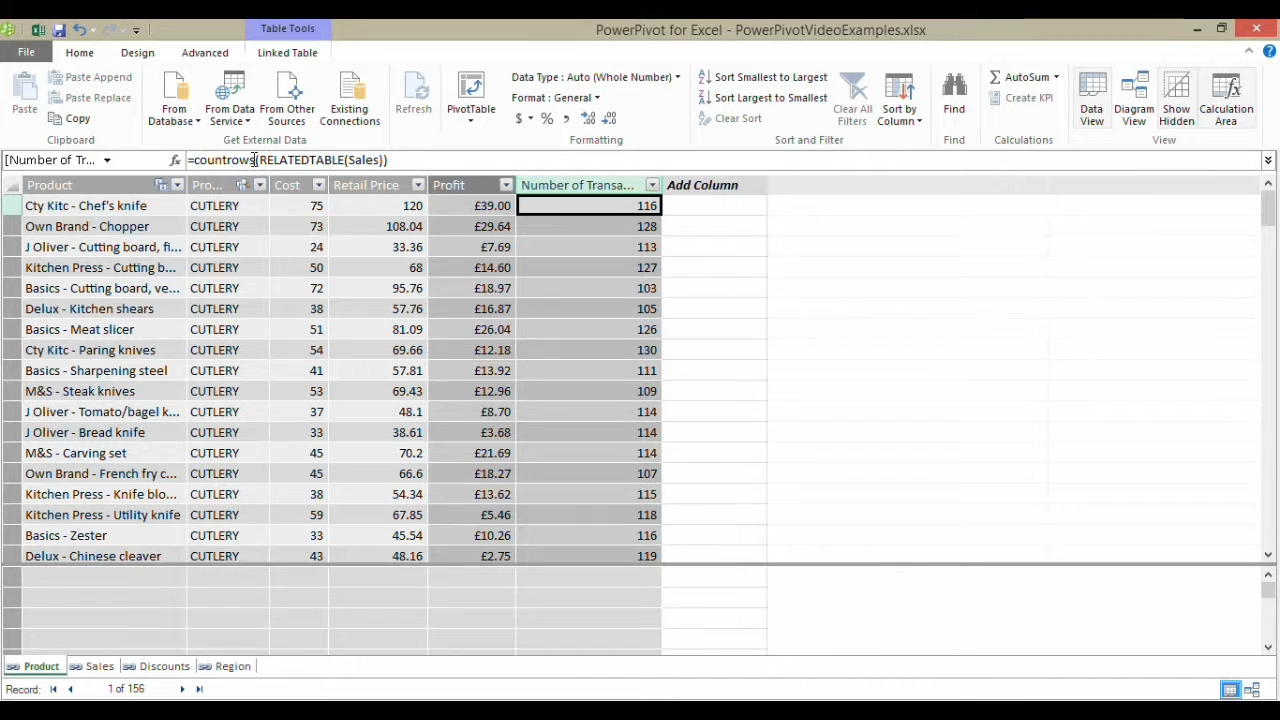 Table Tools
PowerPivot for Excel - PowerPivotVideoExamples.xlsx
File Home Design Advanced Linked Table
Paste
Paste Append
Paste Replace
Copy
Clipboard
From Database
From Data Service
From Other Sources
Existing Connections
Get External Data
Refresh
PivotTable
Data Type : Auto (Whole Number)
Format : General
$ % ,
Formatting
Sort Smallest to Largest
Sort Largest to Smallest
Clear Sort
Clear All Filters
Sort by Column
Sort and Filter
Find
Find
AutoSum
Create KPI
Calculations
Data View
Diagram View
Show Hidden
Calculation Area
View
[Number of Tr... fx =countrows(RELATEDTABLE(Sales))
Product Pro... Cost Retail Price Profit Number of Transa... Add Column
Cty Kitc - Chef's knife CUTLERY 75 120 £39.00 116
Own Brand - Chopper CUTLERY 73 108.04 £29.64 128
J Oliver - Cutting board, fi... CUTLERY 24 33.36 £7.69 113
Kitchen Press - Cutting b... CUTLERY 50 68 £14.60 127
Basics - Cutting board, ve... CUTLERY 72 95.76 £18.97 103
Delux - Kitchen shears CUTLERY 38 57.76 £16.87 105
Basics - Meat slicer CUTLERY 51 81.09 £26.04 126
Cty Kitc - Paring knives CUTLERY 54 69.66 £12.18 130
Basics - Sharpening steel CUTLERY 41 57.81 £13.92 111
M&S - Steak knives CUTLERY 53 69.43 £12.96 109
J Oliver - Tomato/bagel k... CUTLERY 37 48.1 £8.70 114
J Oliver - Bread knife CUTLERY 33 38.61 £3.68 114
M&S - Carving set CUTLERY 45 70.2 £21.69 114
Own Brand - French fry c... CUTLERY 45 66.6 £18.27 107
Kitchen Press - Knife blo... CUTLERY 38 54.34 £13.62 115
Kitchen Press - Utility knife CUTLERY 59 67.85 £5.46 118
Basics - Zester CUTLERY 33 45.54 £10.26 116
Delux - Chinese cleaver CUTLERY 43 48.16 £2.75 119
Product Sales Discounts Region
Record: 1 of 156